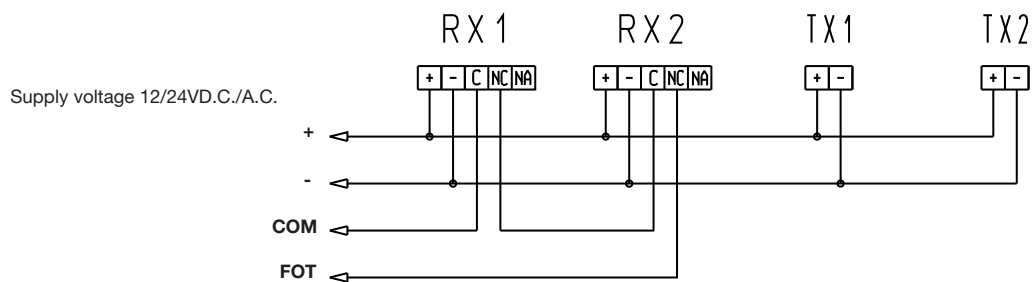 RX1 RX2 TX1 TX2
+ - C NC NA + - C NC NA + - + -
Supply voltage 12/24VD.C./A.C.
+
-
COM
FOT